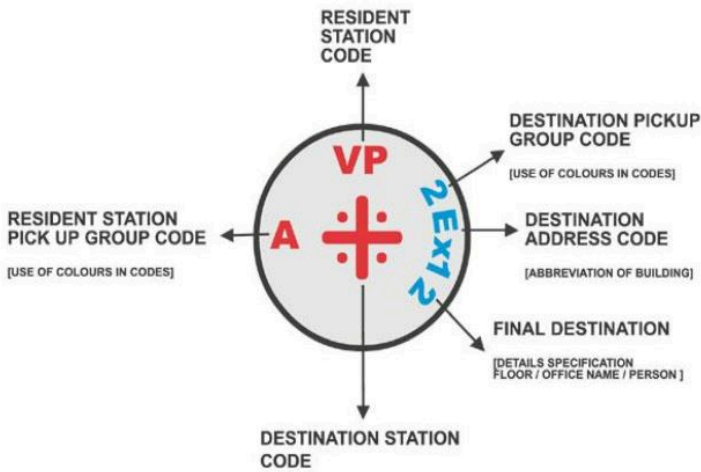 RESIDENT
STATION
CODE
DESTINATION PICKUP
GROUP CODE
[USE OF COLOURS IN CODES]
VP
RESIDENT STATION
PICK UP GROUP CODE
[USE OF COLOURS IN CODES]
A
2Ex12
DESTINATION
ADDRESS CODE
[ABBREVIATION OF BUILDING]
FINAL DESTINATION
[DETAILS SPECIFICATION
FLOOR / OFFICE NAME / PERSON ]
DESTINATION STATION
CODE